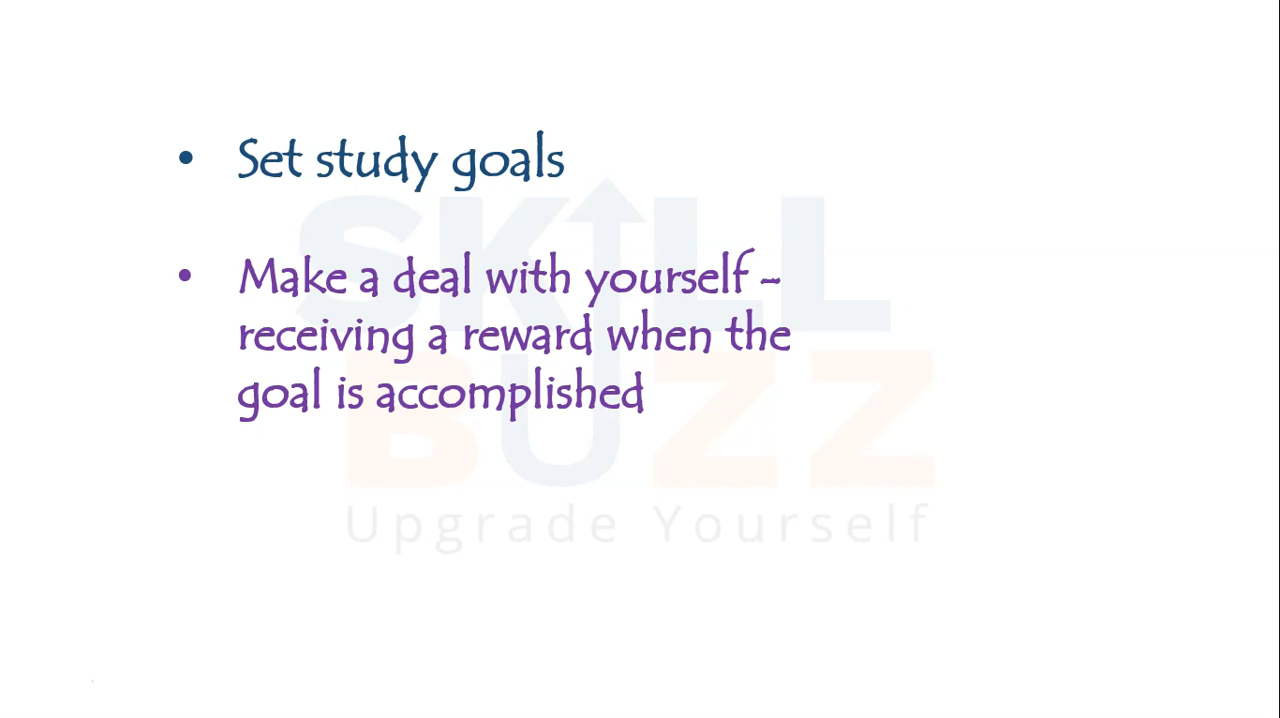 • Set study goals
• Make a deal with yourself -
receiving a reward when the
goal is accomplished
SKILL
BUZZ
Upgrade Yourself